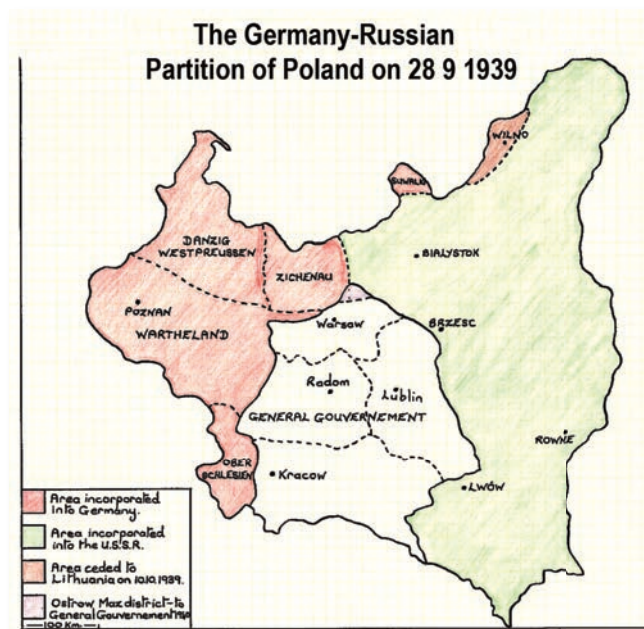 The Germany-Russian
Partition of Poland on 28 9 1939
WILNO
SUWALKI
DANZIG
WESTPREUSSEN
ZICHENAU
BIALYSTOK
POZNAN
WARTHELAND
Warsaw
BRZESC
Radom
Lublin
GENERAL GOUVERNEMENT
ROWNE
OBER
SCHLESIEN
Kracow
LWÓW
Area incorporated
into Germany.
Area incorporated
into the U.S.S.R.
Area ceded to
Lithuania on 10.10.1939.
Ostrow Maz district-to
General Gouvernement
100 Km.